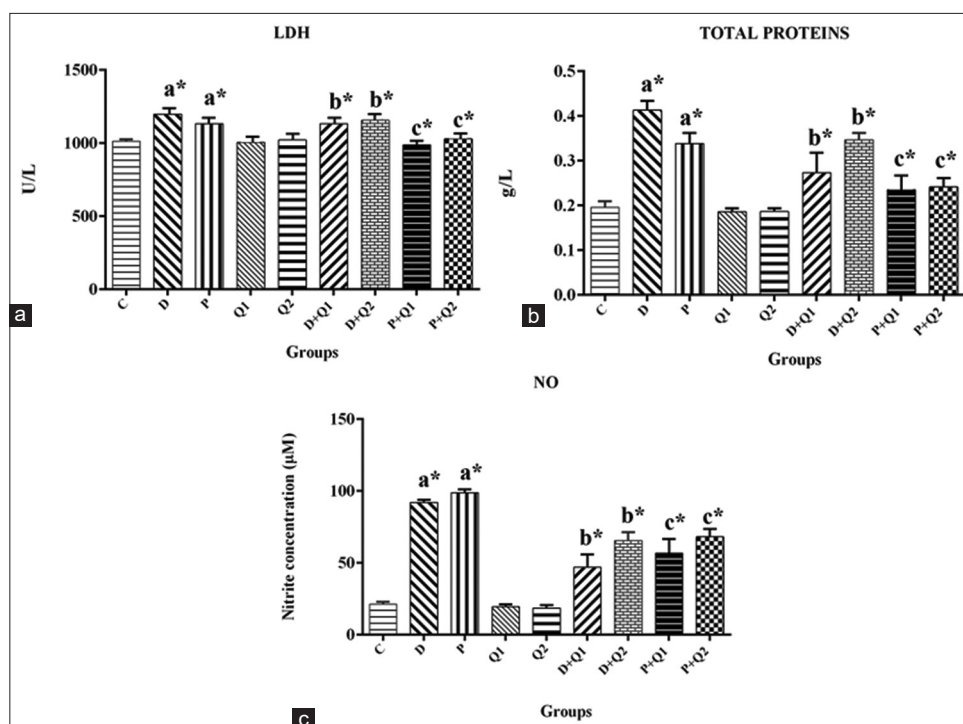 LDH
1500
1000
500
0
U/L
a*
a*
b*
b*
c*
c*
C
D
P
Q1
Q2
D+Q1
D+Q2
P+Q1
P+Q2
Groups
a
TOTAL PROTEINS
0.5
0.4
0.3
0.2
0.1
0.0
g/L
a*
a*
b*
b*
c*
c*
C
D
P
Q1
Q2
D+Q1
D+Q2
P+Q1
P+Q2
Groups
b
NO
150
100
50
0
Nitrite concentration (µM)
a*
a*
b*
b*
c*
c*
C
D
P
Q1
Q2
D+Q1
D+Q2
P+Q1
P+Q2
Groups
c